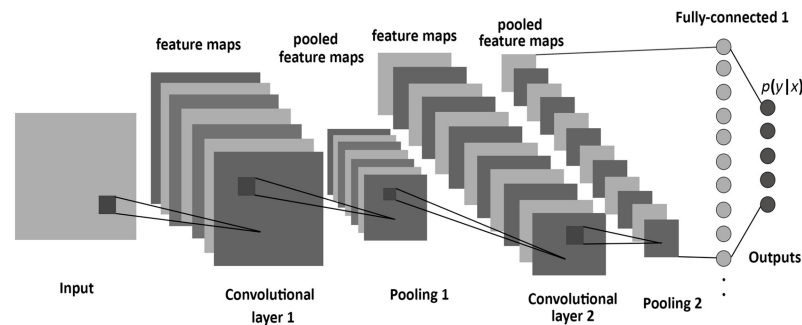 Fully-connected 1
feature maps
pooled
feature maps
feature maps
pooled
feature maps
p(y|x)
Input
Convolutional
layer 1
Pooling 1
Convolutional
layer 2
Pooling 2
Outputs